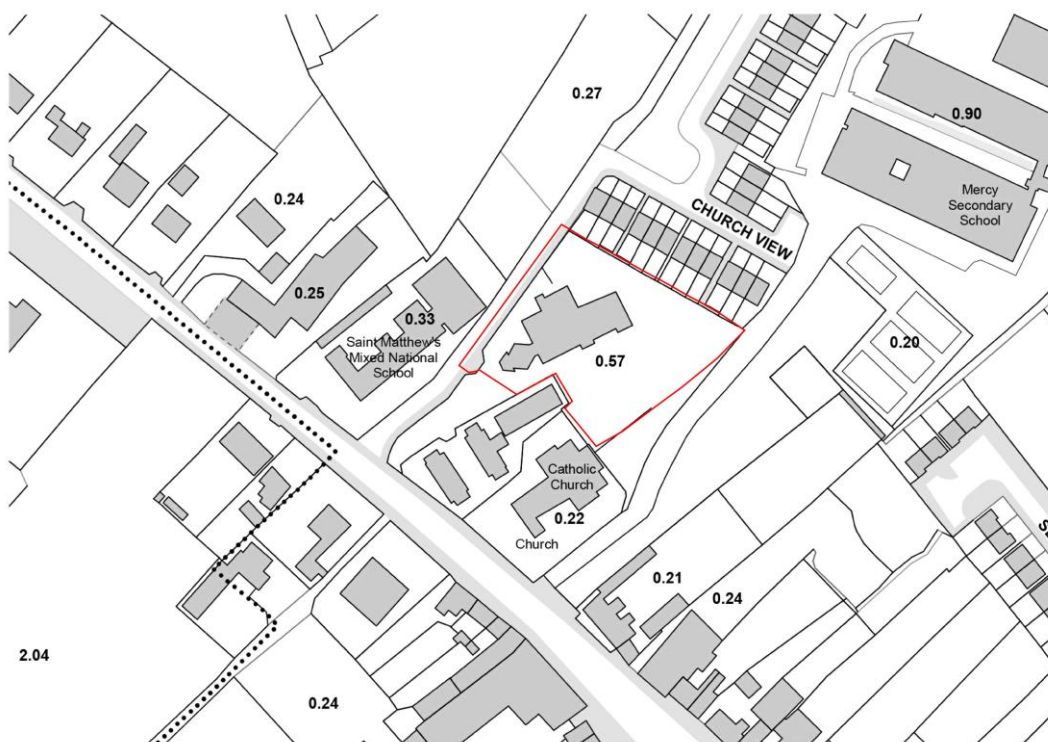 0.27
0.90
Mercy
Secondary
School
0.24
CHURCH VIEW
0.25
0.33
Saint Matthew's
Mixed National
School
0.57
0.20
Catholic
Church
0.22
Church
0.21
0.24
2.04
0.24